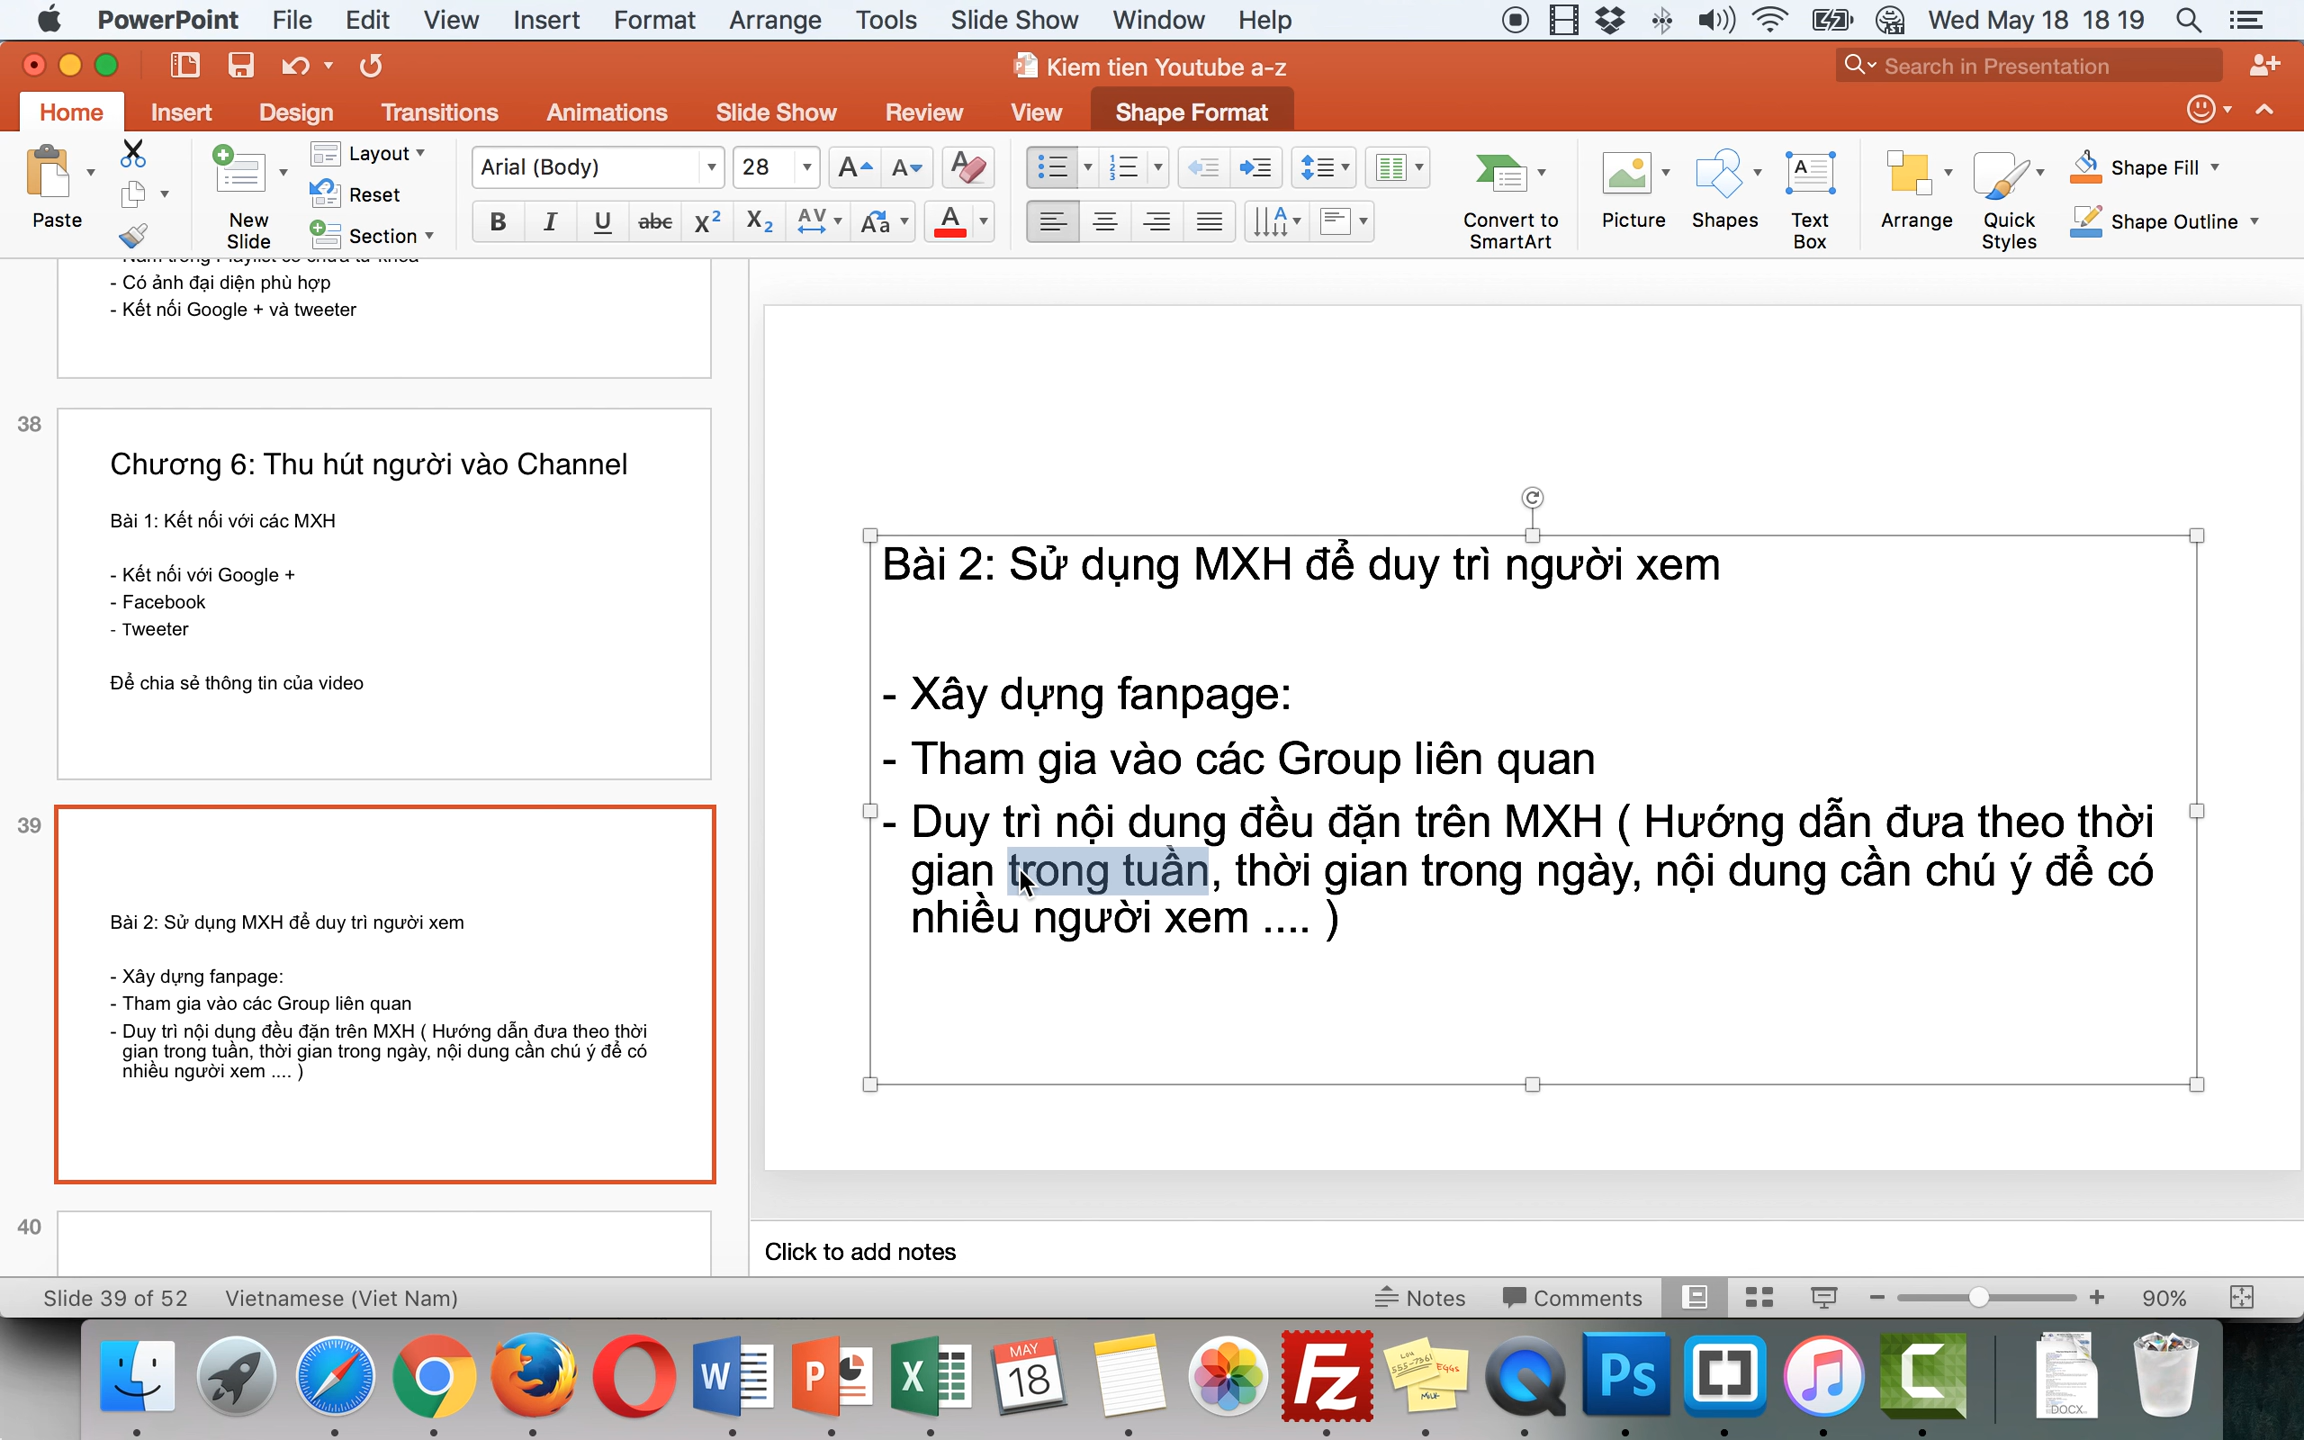 PowerPoint File Edit View Insert Format Arrange Tools Slide Show Window Help Wed May 18 18 19
Kiem tien Youtube a-z
Search in Presentation
Home Insert Design Transitions Animations Slide Show Review View Shape Format
Paste
New
Slide
Layout
Reset
Section
Arial (Body) 28
B I U abc X² X₂ AV Aa A
Convert to
SmartArt
Picture
Shapes
Text
Box
Arrange
Quick
Styles
Shape Fill
Shape Outline
- Có ảnh đại diện phù hợp
- Kết nối Google + và tweeter
38
Chương 6: Thu hút người vào Channel
Bài 1: Kết nối với các MXH
- Kết nối với Google +
- Facebook
- Tweeter
Để chia sẻ thông tin của video
39
Bài 2: Sử dụng MXH để duy trì người xem
- Xây dựng fanpage:
- Tham gia vào các Group liên quan
- Duy trì nội dung đều đặn trên MXH ( Hướng dẫn đưa theo thời
gian trong tuần, thời gian trong ngày, nội dung cần chú ý để có
nhiều người xem .... )
40
Bài 2: Sử dụng MXH để duy trì người xem
- Xây dựng fanpage:
- Tham gia vào các Group liên quan
- Duy trì nội dung đều đặn trên MXH ( Hướng dẫn đưa theo thời
gian trong tuần, thời gian trong ngày, nội dung cần chú ý để có
nhiều người xem .... )
Click to add notes
Slide 39 of 52 Vietnamese (Viet Nam) Notes Comments 90%
MAY
18
Ps
DOCX